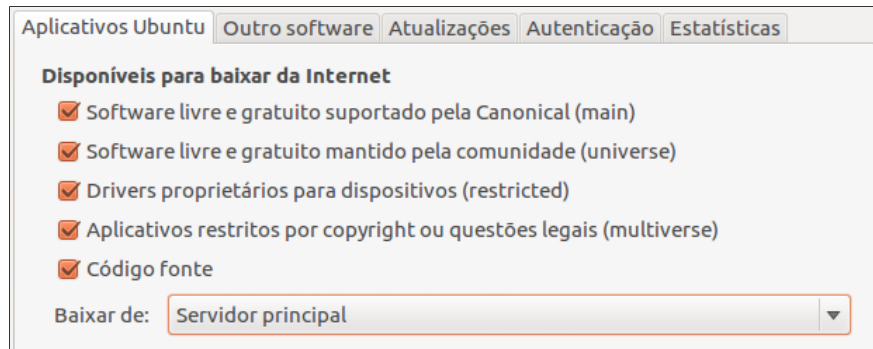 Aplicativos Ubuntu Outro software Atualizações Autenticação Estatísticas
Disponíveis para baixar da Internet
Software livre e gratuito suportado pela Canonical (main)
Software livre e gratuito mantido pela comunidade (universe)
Drivers proprietários para dispositivos (restricted)
Aplicativos restritos por copyright ou questões legais (multiverse)
Código fonte
Baixar de: Servidor principal